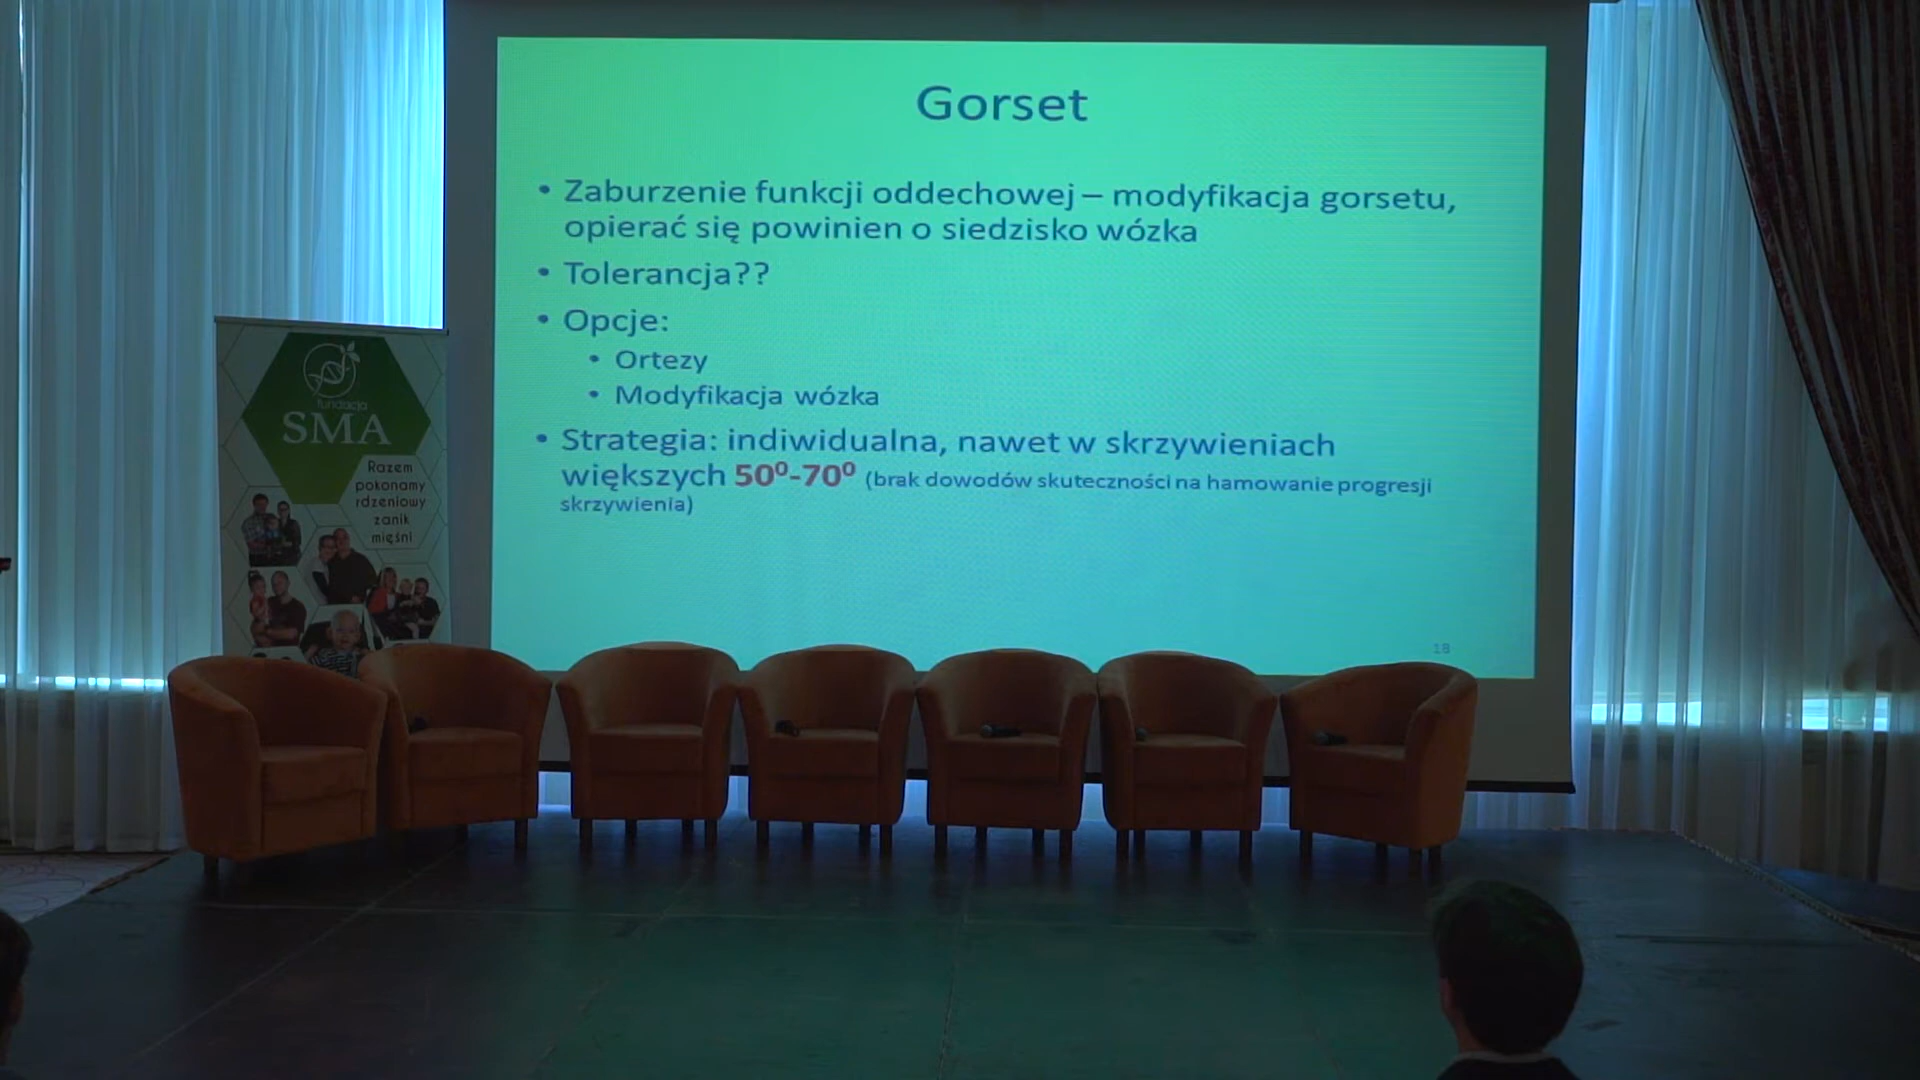 Gorset
• Zaburzenie funkcji oddechowej – modyfikacja gorsetu,
opierać się powinien o siedzisko wózka
• Tolerancja??
• Opcje:
• Ortezy
• Modyfikacja wózka
• Strategia: indiwidualna, nawet w skrzywieniach
większych 50⁰-70⁰ (brak dowodów skuteczności na hamowanie progresji
skrzywienia)
18
fundacja
SMA
Razem
pokonamy
rdzeniowy
zanik
mięśni